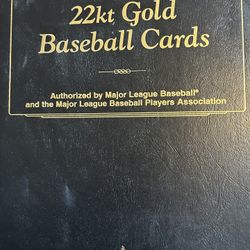 22kt Gold
Baseball Cards
Authorized by Major League Baseball®
and the Major League Baseball Players Association